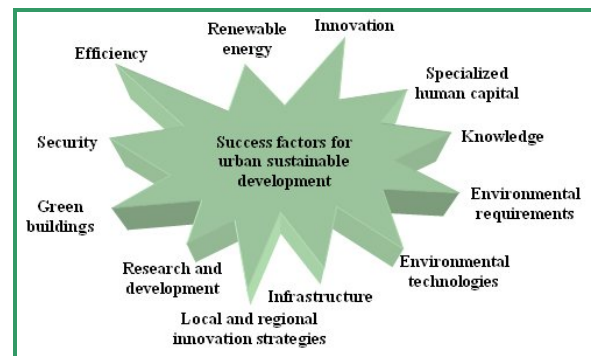 Innovation
Renewable
energy
Efficiency
Specialized
human capital
Success factors for
urban sustainable
development
Security
Knowledge
Green
buildings
Environmental
requirements
Research and
development
Environmental
technologies
Infrastructure
Local and regional
innovation strategies